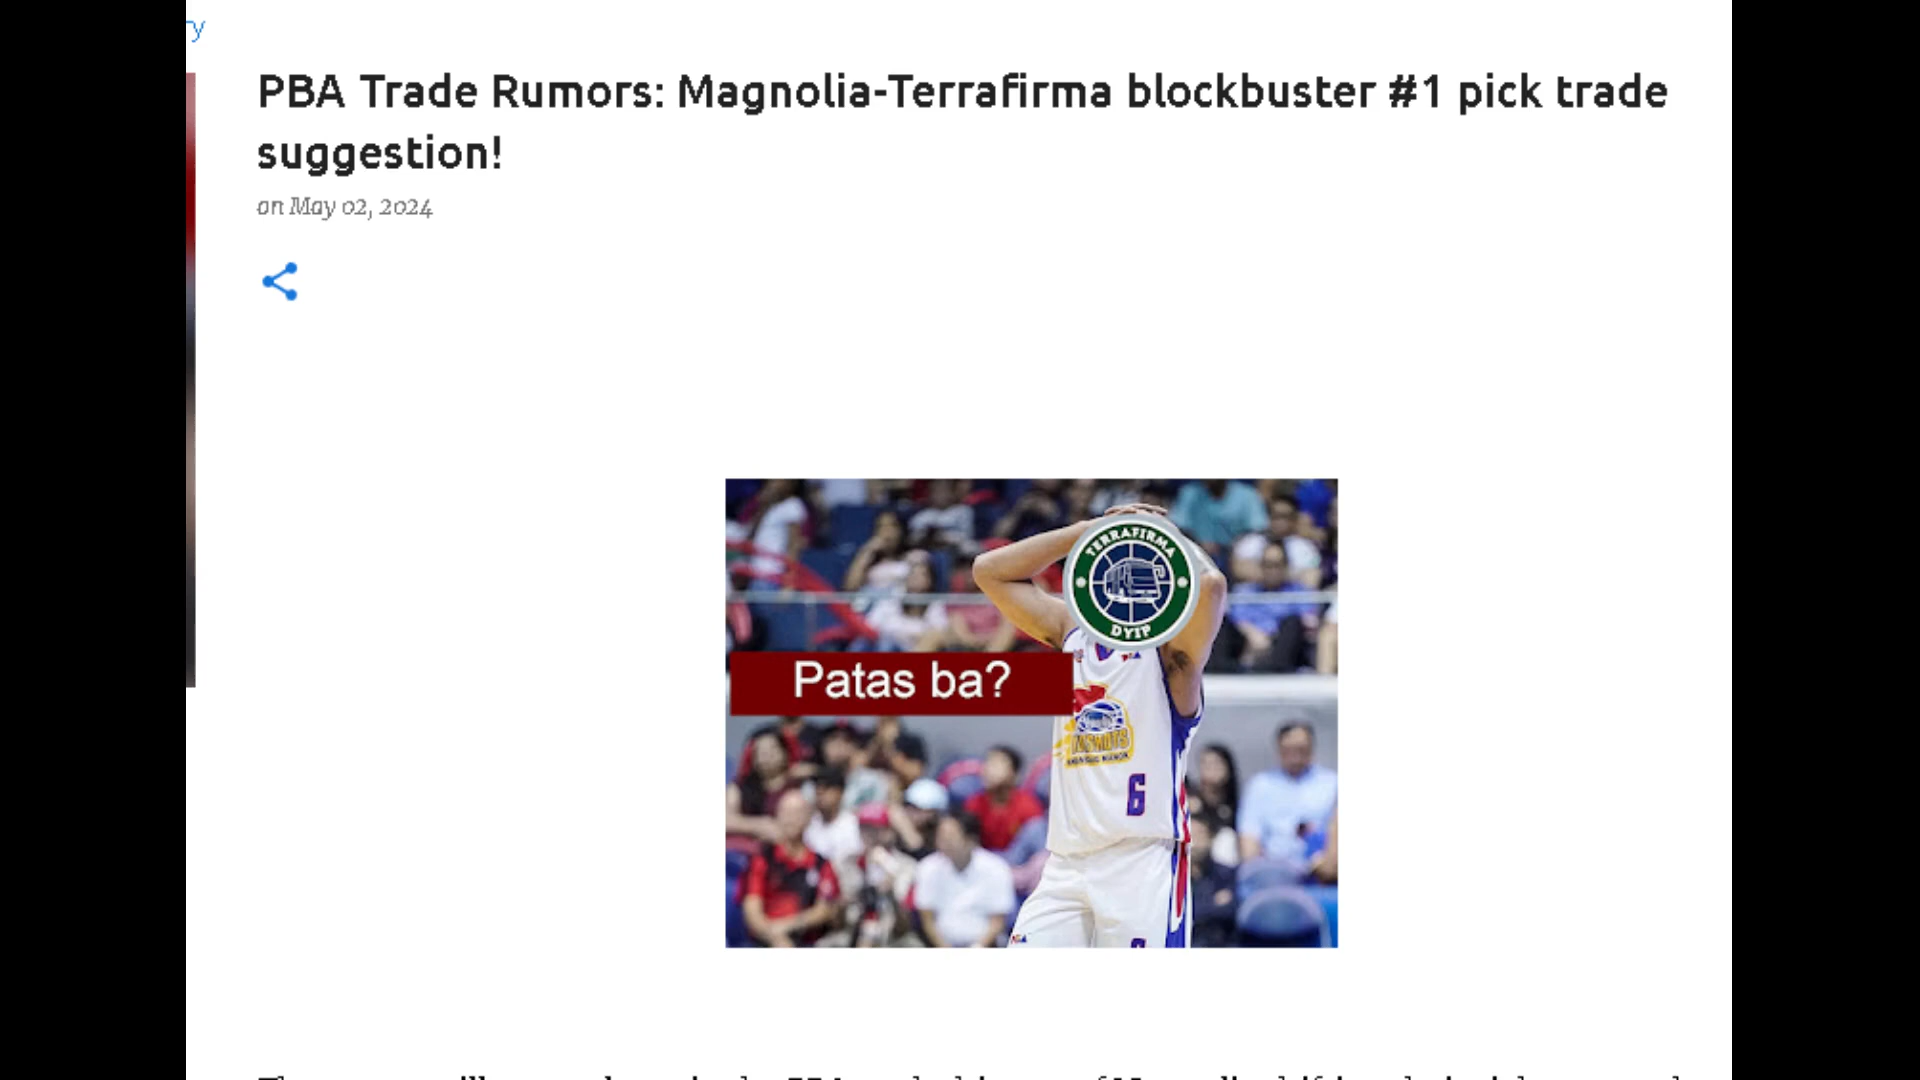 ry
PBA Trade Rumors: Magnolia-Terrafirma blockbuster #1 pick trade
suggestion!
on May 02, 2024
TERRAFIRMA
DYIP
Patas ba?
6